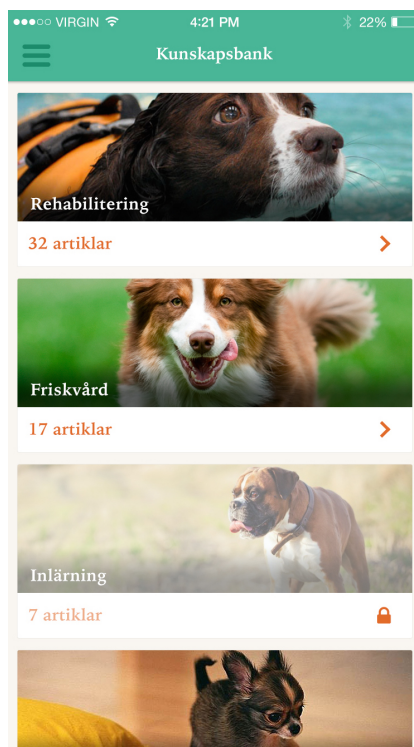 VIRGIN 4:21 PM 22%
Kunskapsbank
Rehabilitering
32 artiklar
Friskvård
17 artiklar
Inlärning
7 artiklar